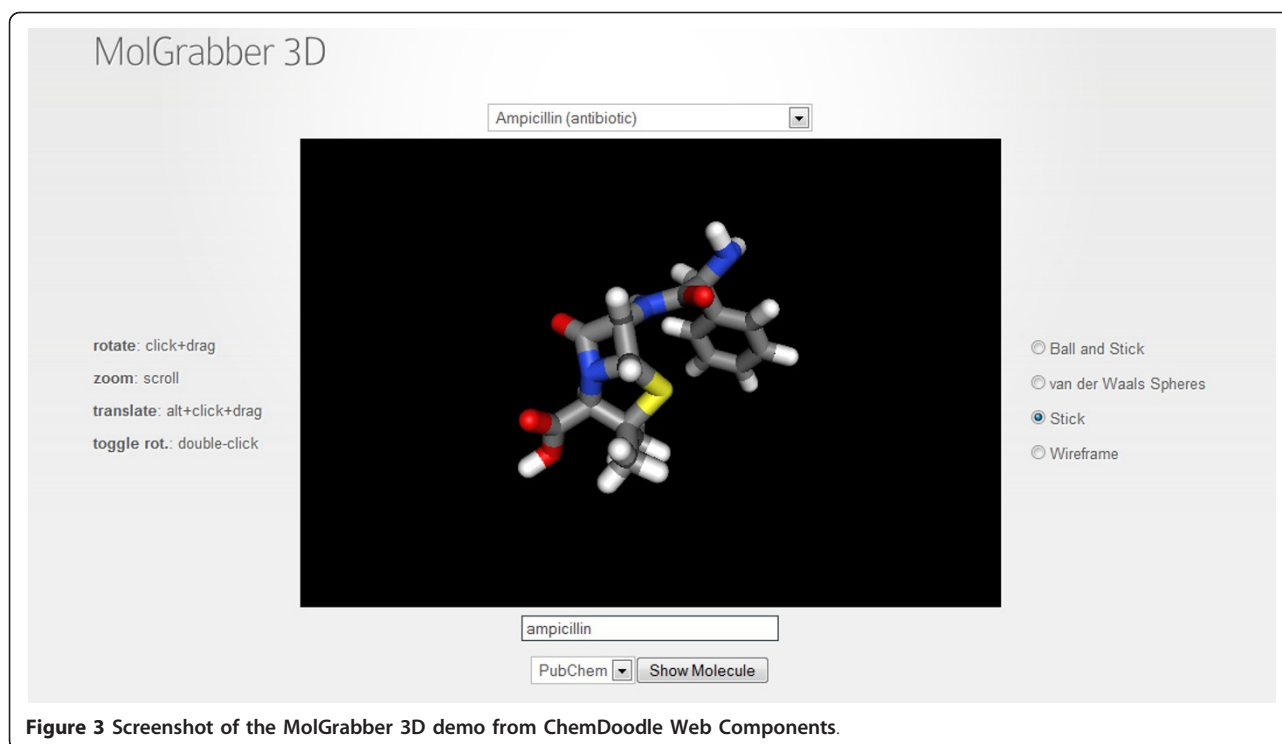 MolGrabber 3D
Ampicillin (antibiotic)
rotate: click+drag
zoom: scroll
translate: alt+click+drag
toggle rot.: double-click
Ball and Stick
van der Waals Spheres
Stick
Wireframe
ampicillin
PubChem Show Molecule
Figure 3 Screenshot of the MolGrabber 3D demo from ChemDoodle Web Components.